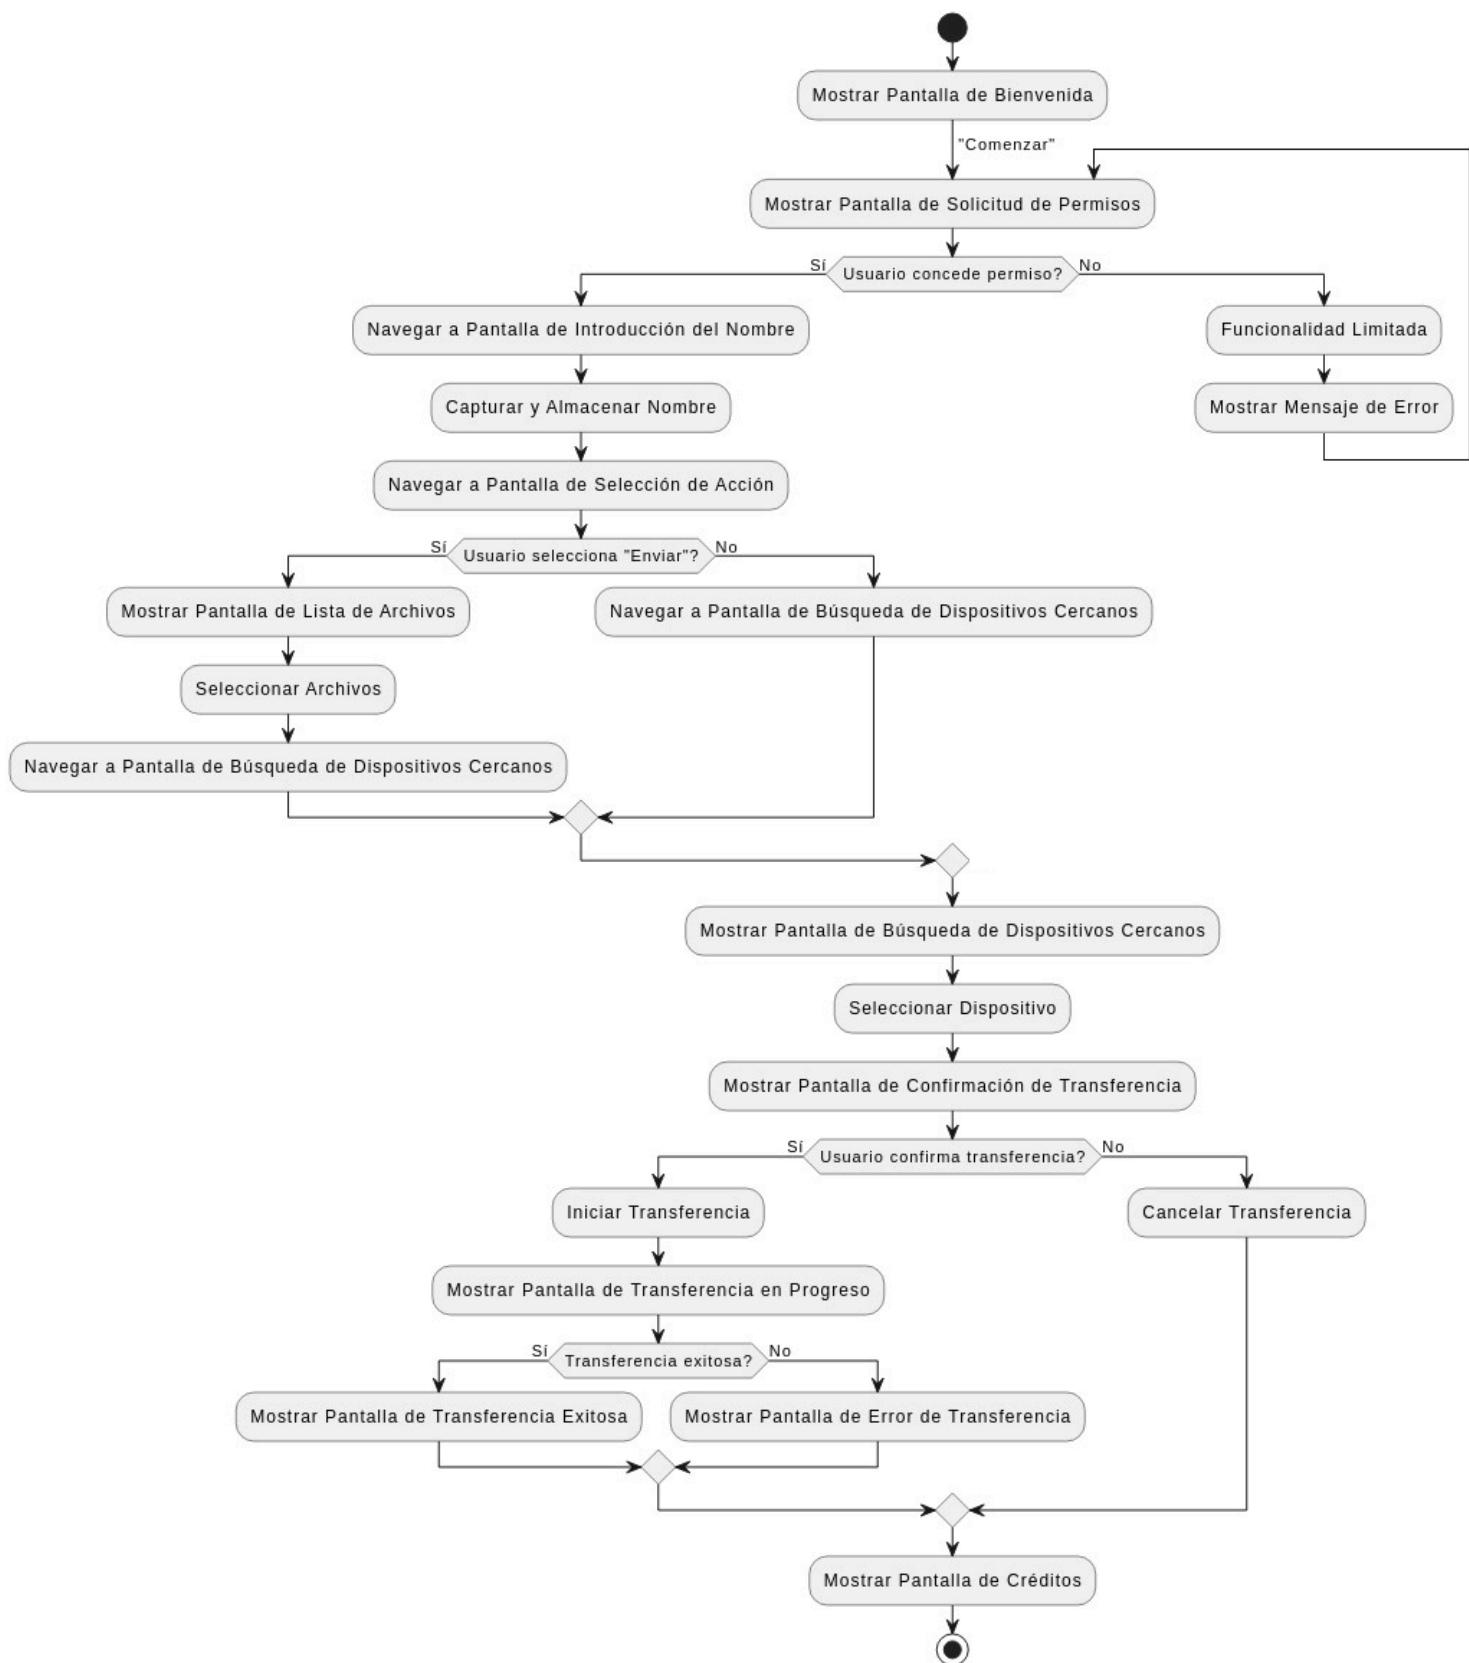 Mostrar Pantalla de Bienvenida
"Comenzar"
Mostrar Pantalla de Solicitud de Permisos
Sí
Usuario concede permiso?
No
Navegar a Pantalla de Introducción del Nombre
Funcionalidad Limitada
Capturar y Almacenar Nombre
Mostrar Mensaje de Error
Navegar a Pantalla de Selección de Acción
Sí
Usuario selecciona "Enviar"?
No
Mostrar Pantalla de Lista de Archivos
Navegar a Pantalla de Búsqueda de Dispositivos Cercanos
Seleccionar Archivos
Navegar a Pantalla de Búsqueda de Dispositivos Cercanos
Mostrar Pantalla de Búsqueda de Dispositivos Cercanos
Seleccionar Dispositivo
Mostrar Pantalla de Confirmación de Transferencia
Sí
Usuario confirma transferencia?
No
Iniciar Transferencia
Cancelar Transferencia
Mostrar Pantalla de Transferencia en Progreso
Sí
Transferencia exitosa?
No
Mostrar Pantalla de Transferencia Exitosa
Mostrar Pantalla de Error de Transferencia
Mostrar Pantalla de Créditos